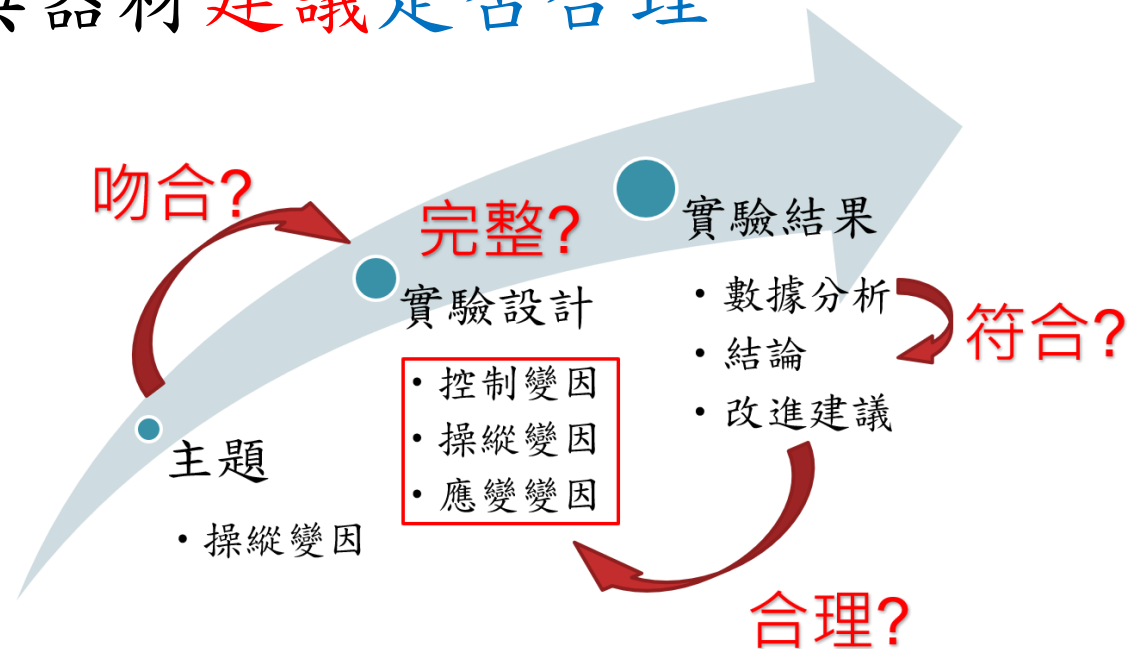 器材建議是否合理
吻合?
完整?
實驗結果
• 數據分析
• 結論
• 改進建議
符合?
實驗設計
• 控制變因
• 操縱變因
• 應變變因
主題
• 操縱變因
合理?